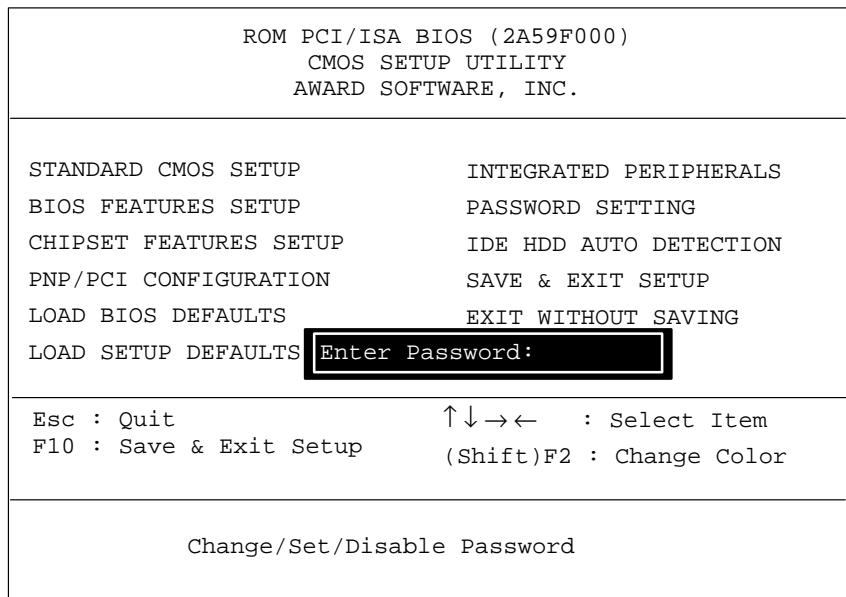 ROM PCI/ISA BIOS (2A59F000)
CMOS SETUP UTILITY
AWARD SOFTWARE, INC.
STANDARD CMOS SETUP INTEGRATED PERIPHERALS
BIOS FEATURES SETUP PASSWORD SETTING
CHIPSET FEATURES SETUP IDE HDD AUTO DETECTION
PNP/PCI CONFIGURATION SAVE & EXIT SETUP
LOAD BIOS DEFAULTS EXIT WITHOUT SAVING
LOAD SETUP DEFAULTS Enter Password:
Esc : Quit ↑↓→← : Select Item
F10 : Save & Exit Setup (Shift)F2 : Change Color
Change/Set/Disable Password